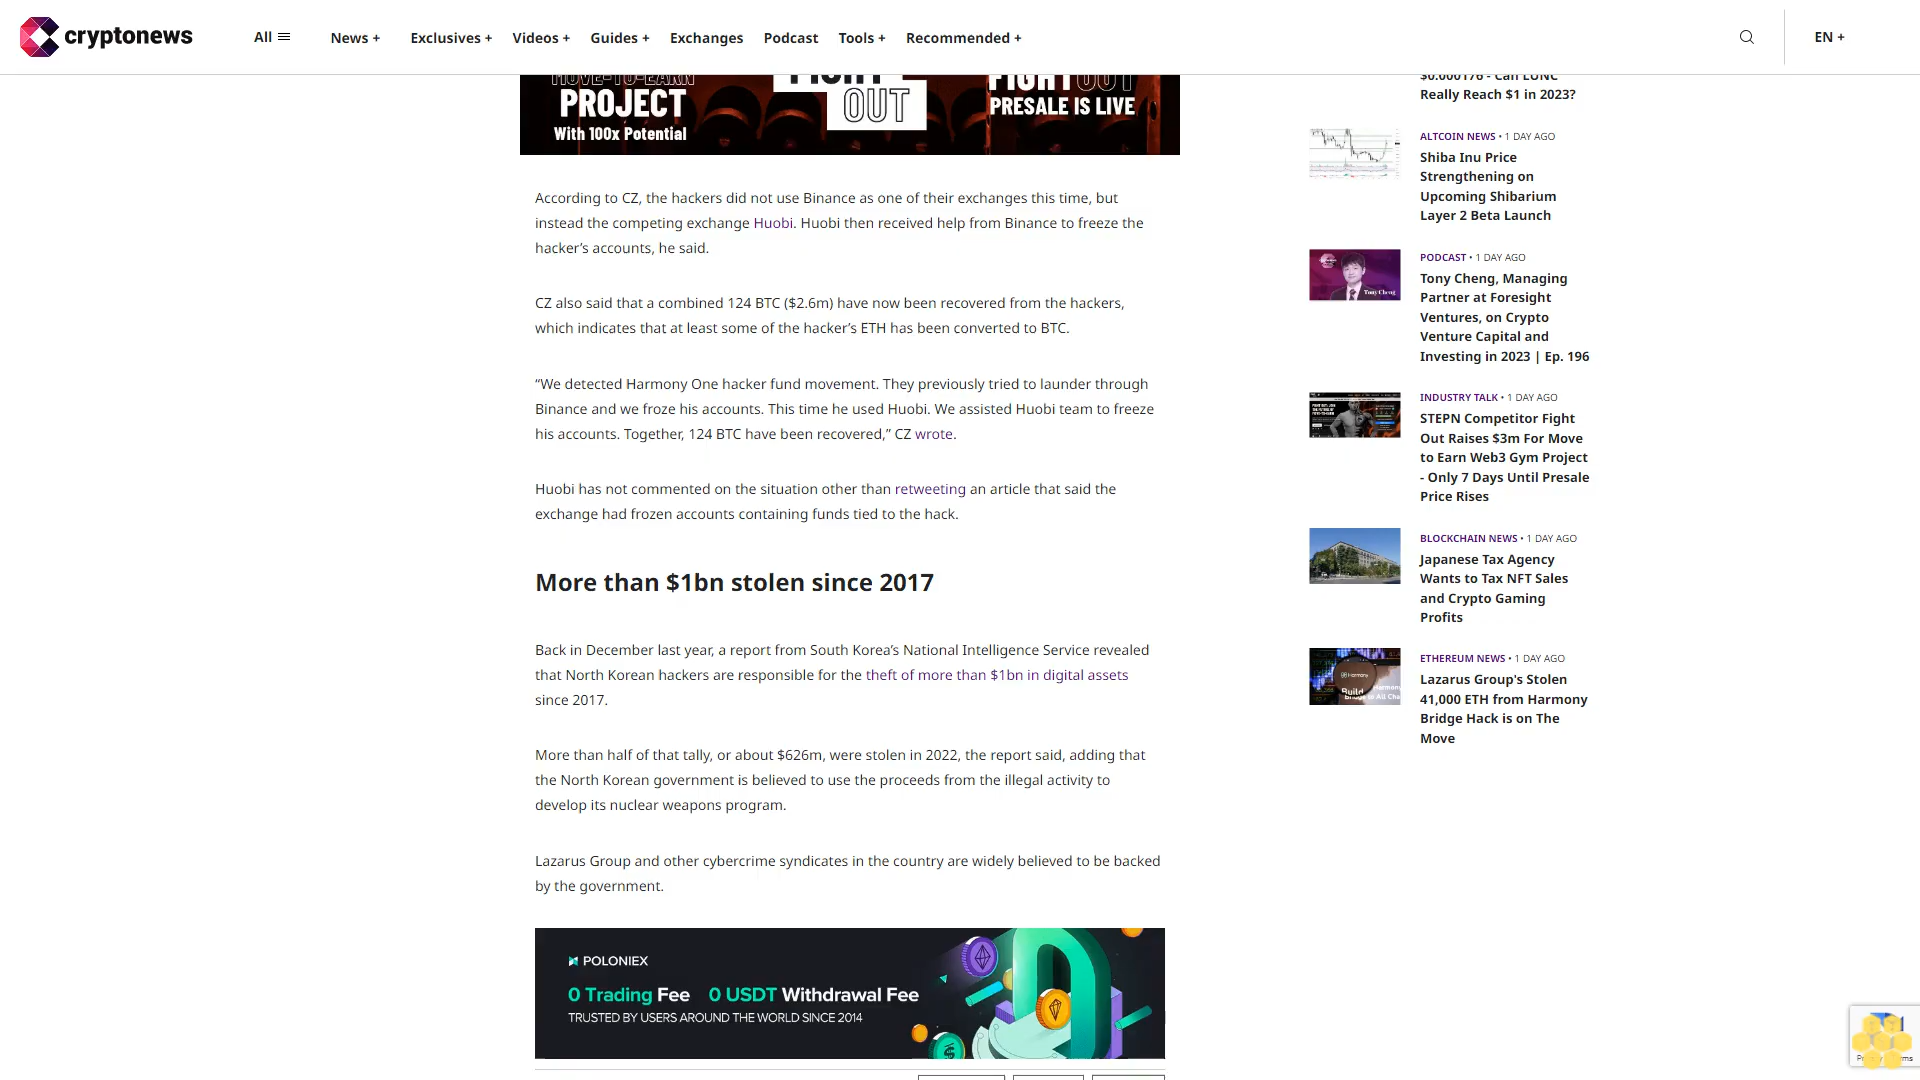 cryptonews
All
News +
Exclusives +
Videos +
Guides +
Exchanges
Podcast
Tools +
Recommended +
EN +
MOVE-TO-EARN
PROJECT
With 100x Potential
FIGHT
OUT
FIGHTOUT
PRESALE IS LIVE
According to CZ, the hackers did not use Binance as one of their exchanges this time, but
instead the competing exchange Huobi. Huobi then received help from Binance to freeze the
hacker’s accounts, he said.
CZ also said that a combined 124 BTC ($2.6m) have now been recovered from the hackers,
which indicates that at least some of the hacker’s ETH has been converted to BTC.
“We detected Harmony One hacker fund movement. They previously tried to launder through
Binance and we froze his accounts. This time he used Huobi. We assisted Huobi team to freeze
his accounts. Together, 124 BTC have been recovered,” CZ wrote.
Huobi has not commented on the situation other than retweeting an article that said the
exchange had frozen accounts containing funds tied to the hack.
More than $1bn stolen since 2017
Back in December last year, a report from South Korea’s National Intelligence Service revealed
that North Korean hackers are responsible for the theft of more than $1bn in digital assets
since 2017.
More than half of that tally, or about $626m, were stolen in 2022, the report said, adding that
the North Korean government is believed to use the proceeds from the illegal activity to
develop its nuclear weapons program.
Lazarus Group and other cybercrime syndicates in the country are widely believed to be backed
by the government.
POLONIEX
0 Trading Fee 0 USDT Withdrawal Fee
TRUSTED BY USERS AROUND THE WORLD SINCE 2014
$0.000176 - Can LUNC
Really Reach $1 in 2023?
ALTCOIN NEWS • 1 DAY AGO
Shiba Inu Price
Strengthening on
Upcoming Shibarium
Layer 2 Beta Launch
Tony Cheng
PODCAST • 1 DAY AGO
Tony Cheng, Managing
Partner at Foresight
Ventures, on Crypto
Venture Capital and
Investing in 2023 | Ep. 196
INDUSTRY TALK • 1 DAY AGO
STEPN Competitor Fight
Out Raises $3m For Move
to Earn Web3 Gym Project
- Only 7 Days Until Presale
Price Rises
BLOCKCHAIN NEWS • 1 DAY AGO
Japanese Tax Agency
Wants to Tax NFT Sales
and Crypto Gaming
Profits
Harmony
Build
ETHEREUM NEWS • 1 DAY AGO
Lazarus Group's Stolen
41,000 ETH from Harmony
Bridge Hack is on The
Move